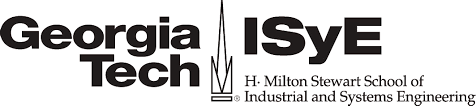 Georgia
Tech
ISyE
H. Milton Stewart School of
Industrial and Systems Engineering
®